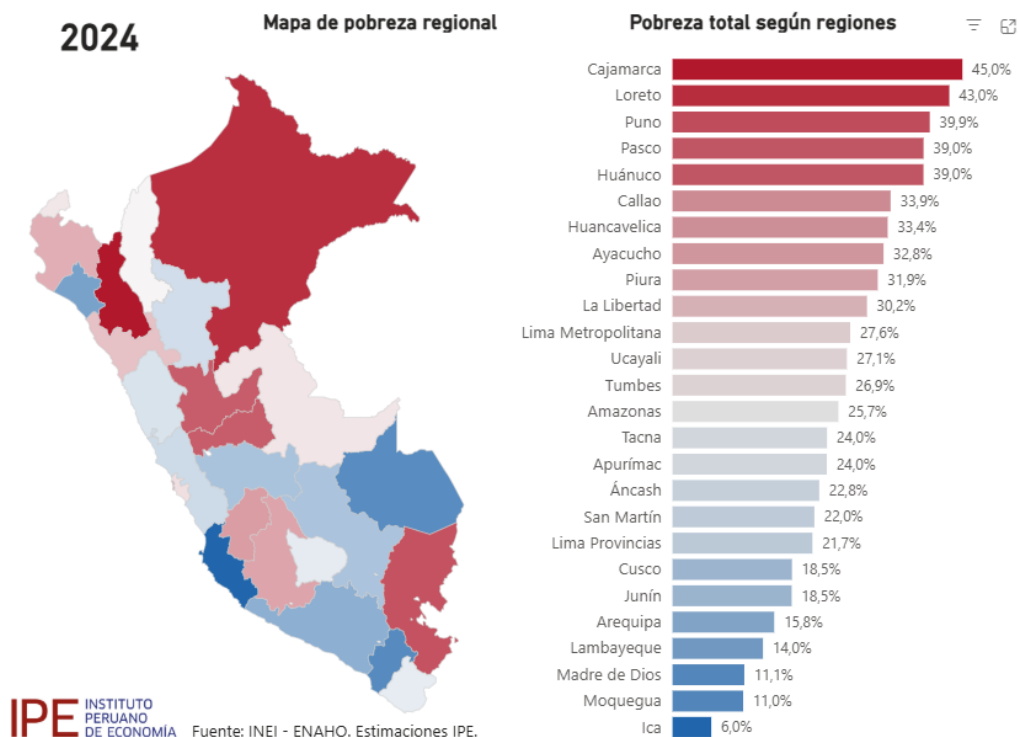 2024
Mapa de pobreza regional
Pobreza total según regiones
Cajamarca 45,0%
Loreto 43,0%
Puno 39,9%
Pasco 39,0%
Huánuco 39,0%
Callao 33,9%
Huancavelica 33,4%
Ayacucho 32,8%
Piura 31,9%
La Libertad 30,2%
Lima Metropolitana 27,6%
Ucayali 27,1%
Tumbes 26,9%
Amazonas 25,7%
Tacna 24,0%
Apurímac 24,0%
Áncash 22,8%
San Martín 22,0%
Lima Provincias 21,7%
Cusco 18,5%
Junín 18,5%
Arequipa 15,8%
Lambayeque 14,0%
Madre de Dios 11,1%
Moquegua 11,0%
Ica 6,0%
IPE INSTITUTO
PERUANO
DE ECONOMÍA
Fuente: INEI - ENAHO. Estimaciones IPE.